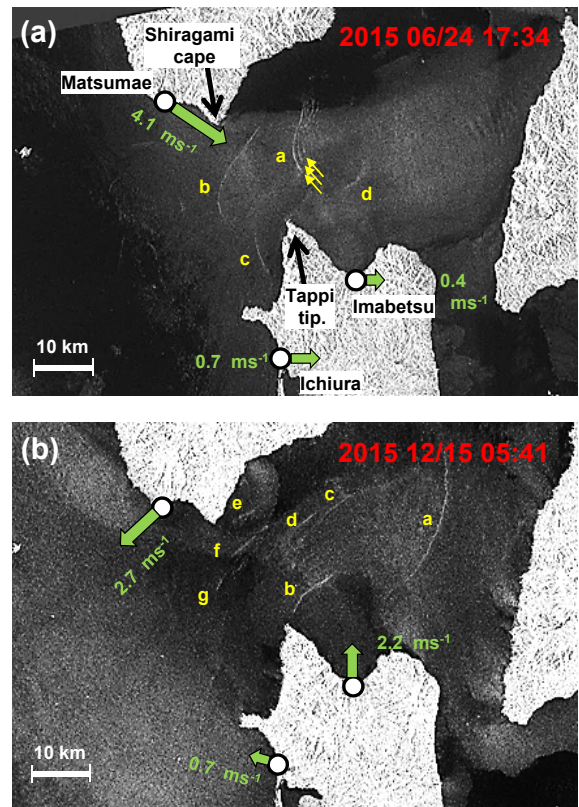 (a)
2015 06/24 17:34
Shiragami
cape
Matsumae
4.1 ms-1
a
b
d
c
Tappi
tip.
0.4
ms-1
Imabetsu
0.7 ms-1
Ichiura
10 km
(b)
2015 12/15 05:41
c
e
d
a
f
2.7 ms-1
g
b
2.2 ms-1
0.7 ms-1
10 km